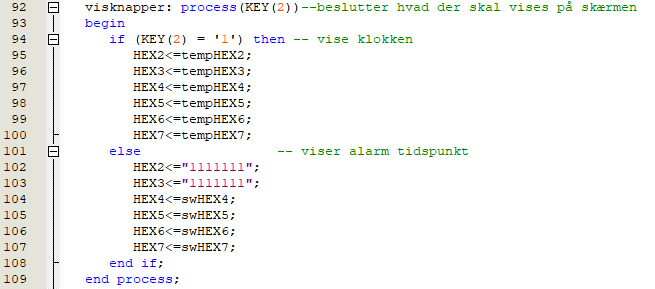 92 visknapper: process(KEY(2))--beslutter hvad der skal vises på skærmen
93 begin
94 if (KEY(2) = '1') then -- vise klokken
95 HEX2<=tempHEX2;
96 HEX3<=tempHEX3;
97 HEX4<=tempHEX4;
98 HEX5<=tempHEX5;
99 HEX6<=tempHEX6;
100 HEX7<=tempHEX7;
101 else -- viser alarm tidspunkt
102 HEX2<="1111111";
103 HEX3<="1111111";
104 HEX4<=swHEX4;
105 HEX5<=swHEX5;
106 HEX6<=swHEX6;
107 HEX7<=swHEX7;
108 end if;
109 end process;